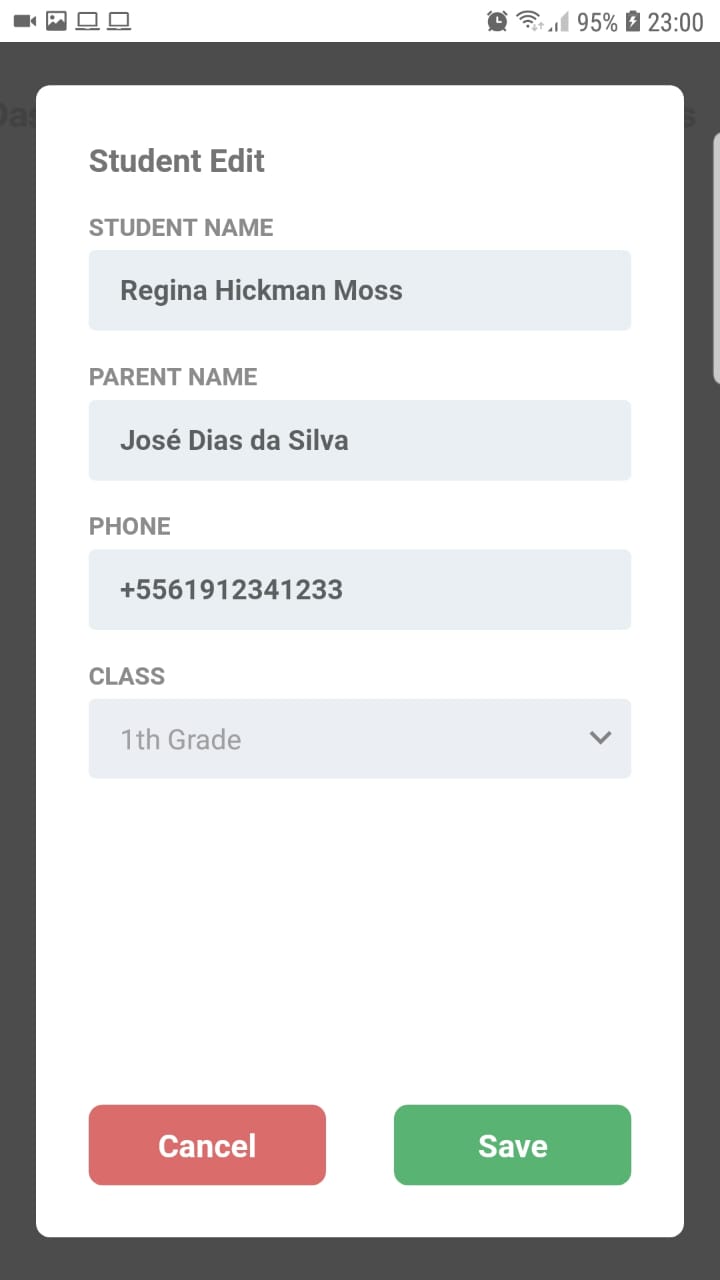 95% 23:00
Student Edit
STUDENT NAME
Regina Hickman Moss
PARENT NAME
José Dias da Silva
PHONE
+5561912341233
CLASS
1th Grade
Cancel Save